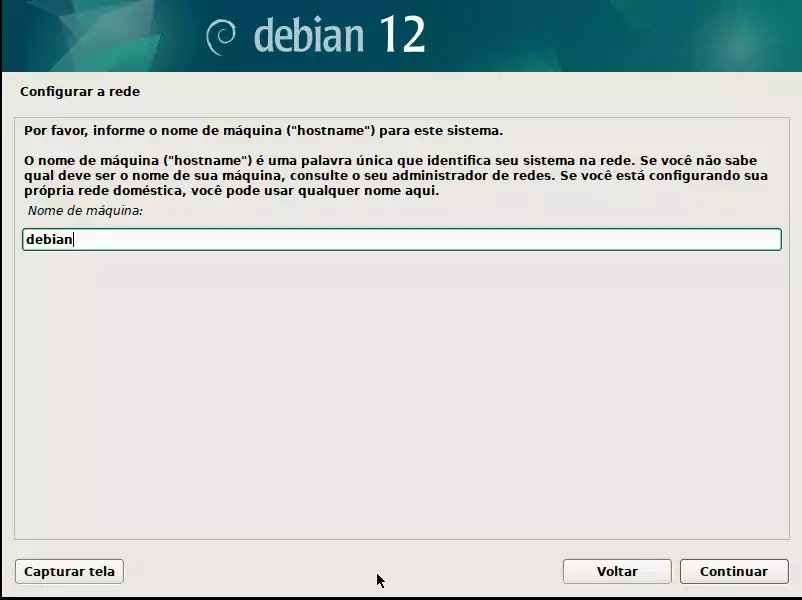 debian 12
Configurar a rede
Por favor, informe o nome de máquina ("hostname") para este sistema.
O nome de máquina ("hostname") é uma palavra única que identifica seu sistema na rede. Se você não sabe
qual deve ser o nome de sua máquina, consulte o seu administrador de redes. Se você está configurando sua
própria rede doméstica, você pode usar qualquer nome aqui.
Nome de máquina:
debian
Capturar tela
Voltar
Continuar